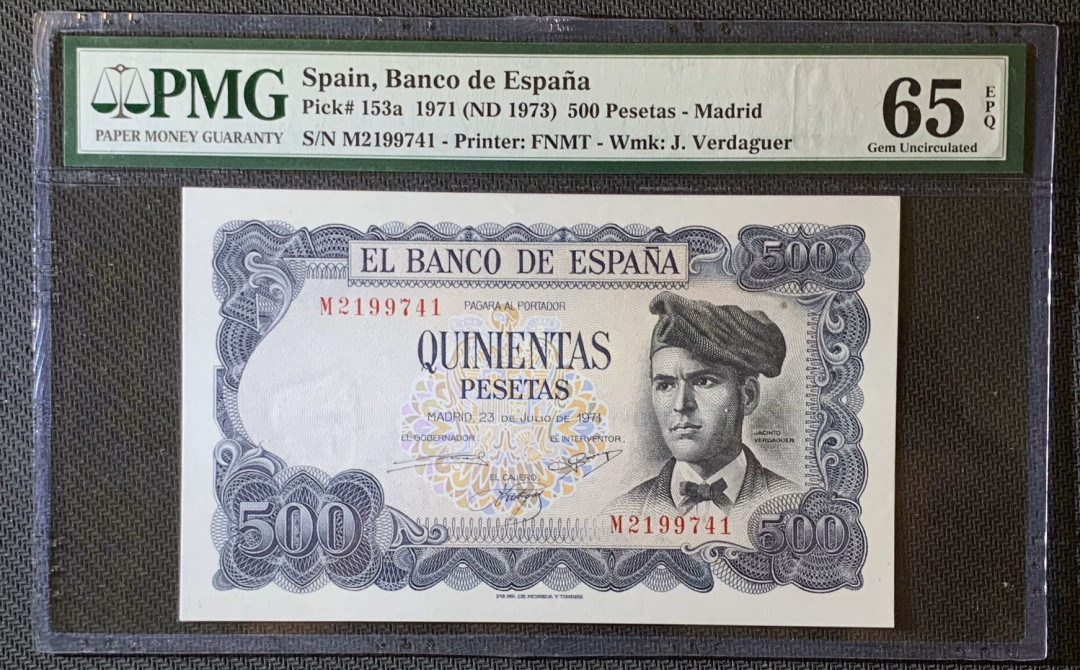 PMG
PAPER MONEY GUARANTY
Spain, Banco de España
Pick# 153a 1971 (ND 1973) 500 Pesetas - Madrid
S/N M2199741 - Printer: FNMT - Wmk: J. Verdaguer
65
EPQ
Gem Uncirculated
EL BANCO DE ESPAÑA
500
M2199741
PAGARA AL PORTADOR
QUINIENTAS
PESETAS
MADRID, 23 DE JULIO DE 1971
EL GOBERNADOR,
EL INTERVENTOR,
EL CAJERO
JACINTO
VERDAGUER
M2199741
500
500